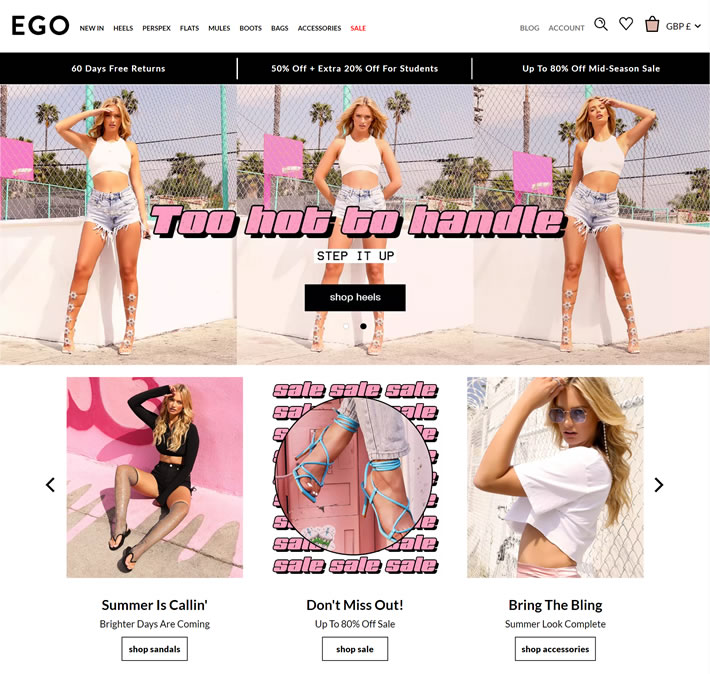 EGO NEW IN HEELS PERSPEX FLATS MULES BOOTS BAGS ACCESSORIES SALE BLOG ACCOUNT GBP £
60 Days Free Returns 50% Off + Extra 20% Off For Students Up To 80% Off Mid-Season Sale
Too hot to handle
STEP IT UP
shop heels
sale sale sale
sale sale
sale sale sale
Summer Is Callin' Don't Miss Out! Bring The Bling
Brighter Days Are Coming Up To 80% Off Sale Summer Look Complete
shop sandals shop sale shop accessories